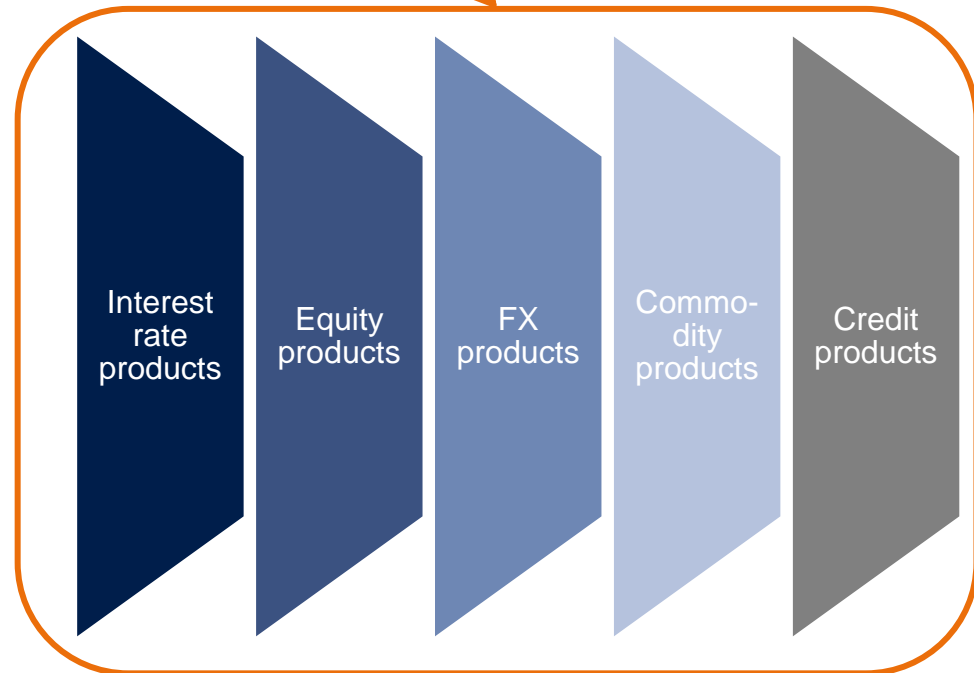 Interest
rate
products
Equity
products
FX
products
Commo-
dity
products
Credit
products